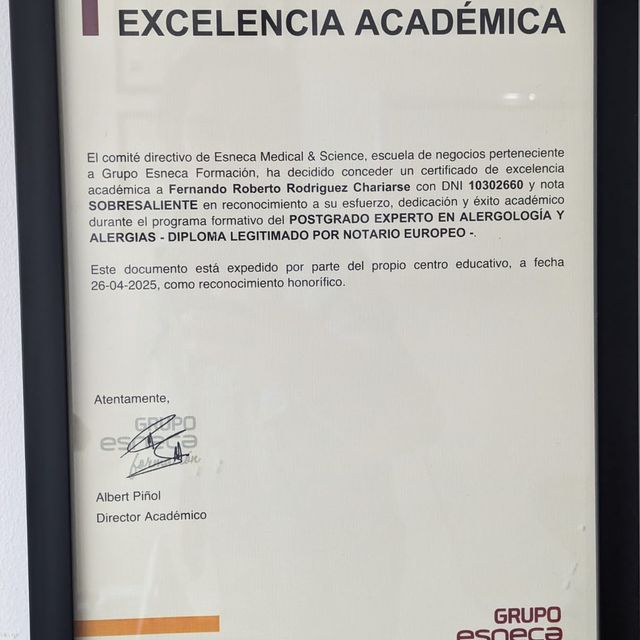 EXCELENCIA ACADÉMICA
El comité directivo de Esneca Medical & Science, escuela de negocios perteneciente
a Grupo Esneca Formación, ha decidido conceder un certificado de excelencia
académica a Fernando Roberto Rodriguez Chariarse con DNI 10302660 y nota
SOBRESALIENTE en reconocimiento a su esfuerzo, dedicación y éxito académico
durante el programa formativo del POSTGRADO EXPERTO EN ALERGOLOGÍA Y
ALERGIAS - DIPLOMA LEGITIMADO POR NOTARIO EUROPEO -.
Este documento está expedido por parte del propio centro educativo, a fecha
26-04-2025, como reconocimiento honorífico.
Atentamente,
GRUPO
esneca
formación
Albert Piñol
Director Académico
GRUPO
esneca